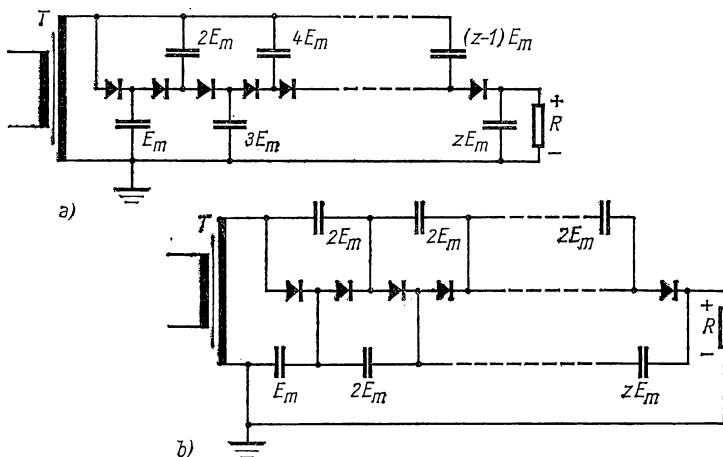 T
2Eₘ 4Eₘ (z-1)Eₘ
Eₘ 3Eₘ zEₘ + R -
a)
T
2Eₘ 2Eₘ 2Eₘ
Eₘ 2Eₘ zEₘ + R -
b)